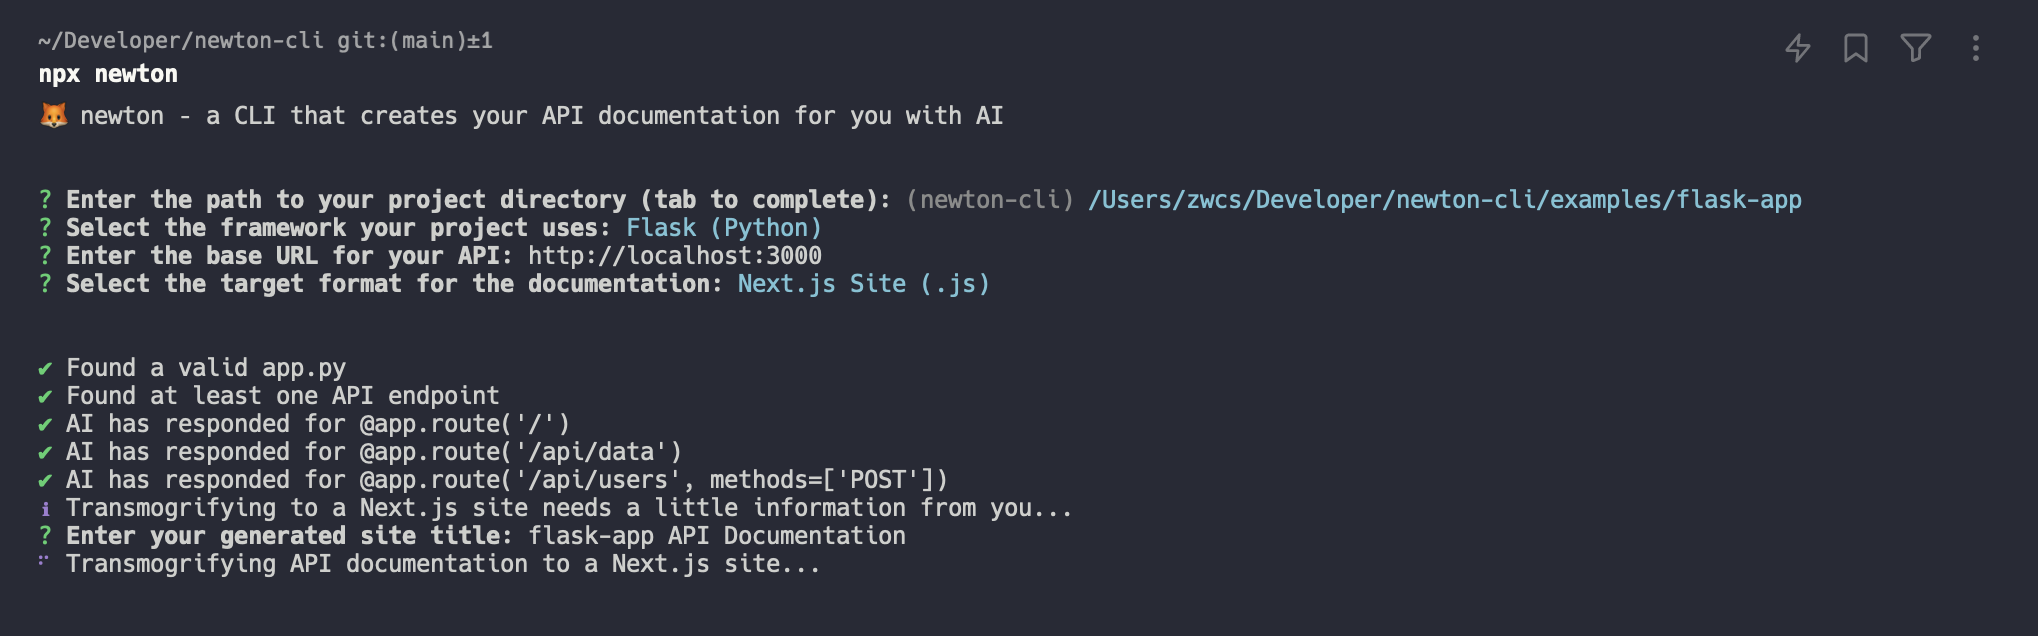 ~/Developer/newton-cli git:(main)±1
npx newton
🦊 newton - a CLI that creates your API documentation for you with AI
? Enter the path to your project directory (tab to complete): (newton-cli) /Users/zwcs/Developer/newton-cli/examples/flask-app
? Select the framework your project uses: Flask (Python)
? Enter the base URL for your API: http://localhost:3000
? Select the target format for the documentation: Next.js Site (.js)
✔ Found a valid app.py
✔ Found at least one API endpoint
✔ AI has responded for @app.route('/')
✔ AI has responded for @app.route('/api/data')
✔ AI has responded for @app.route('/api/users', methods=['POST'])
ℹ Transmogrifying to a Next.js site needs a little information from you...
? Enter your generated site title: flask-app API Documentation
⠋ Transmogrifying API documentation to a Next.js site...